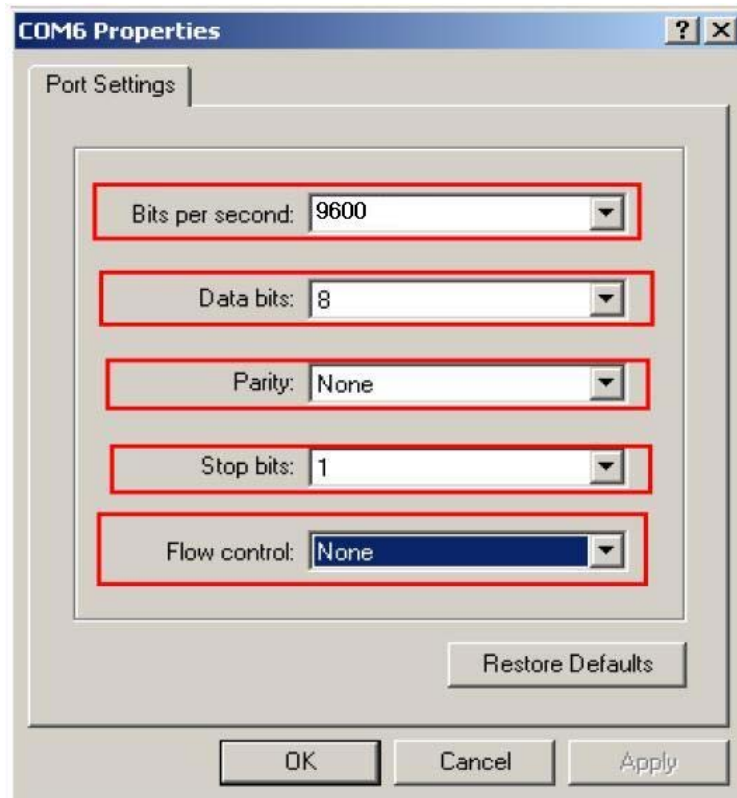 COM6 Properties
Port Settings
Bits per second: 9600
Data bits: 8
Parity: None
Stop bits: 1
Flow control: None
Restore Defaults
OK Cancel Apply